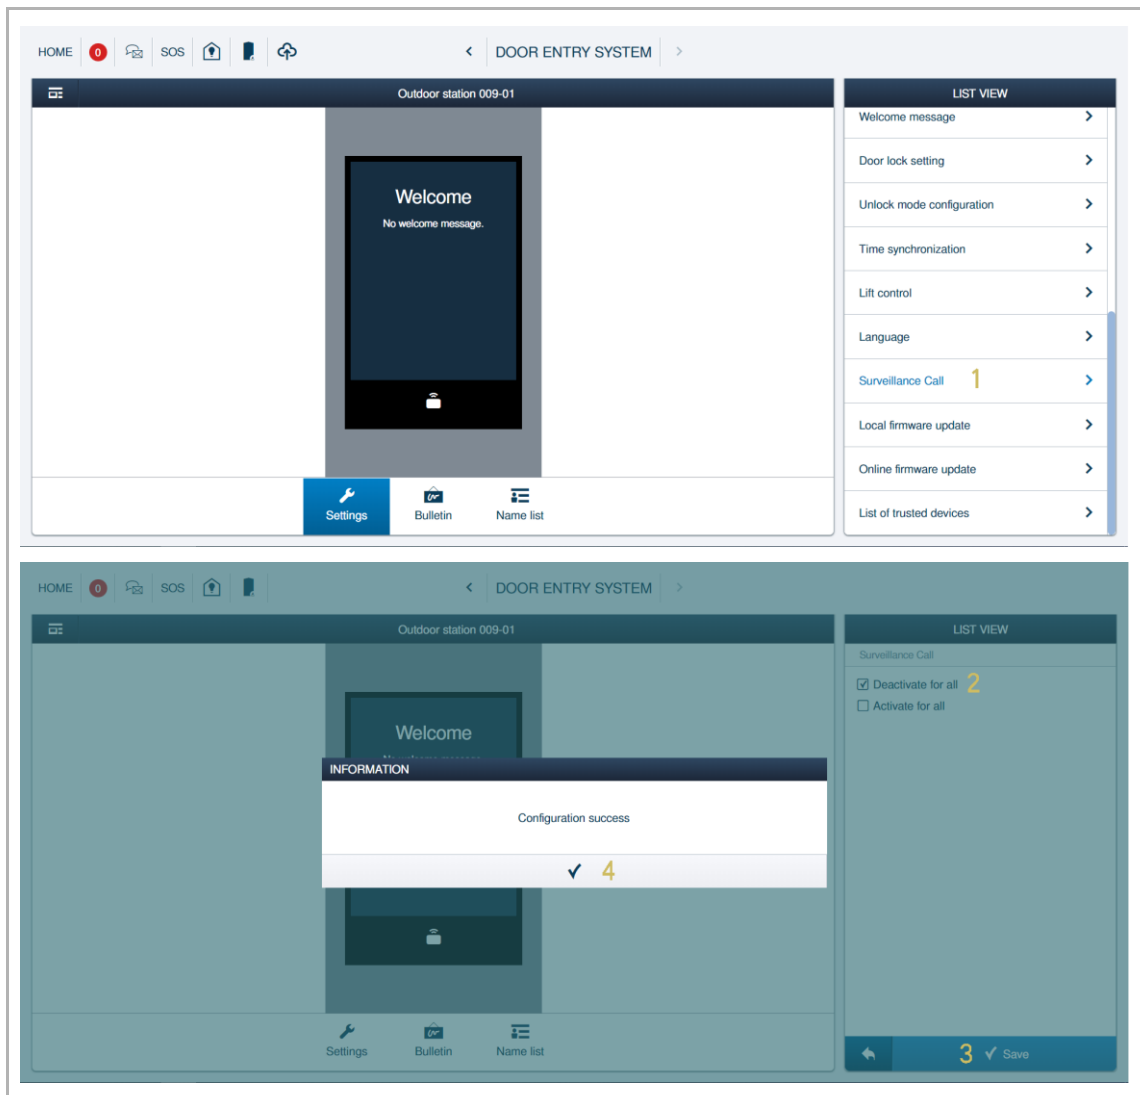 HOME 0 SOS DOOR ENTRY SYSTEM
Outdoor station 009-01
LIST VIEW
Welcome
No welcome message.
Settings
Bulletin
Name list
Welcome message
Door lock setting
Unlock mode configuration
Time synchronization
Lift control
Language
Surveillance Call 1
Local firmware update
Online firmware update
List of trusted devices
HOME 0 SOS DOOR ENTRY SYSTEM
Outdoor station 009-01
LIST VIEW
Surveillance Call
Deactivate for all 2
Activate for all
Welcome
INFORMATION
Configuration success
4
Settings
Bulletin
Name list
3 Save